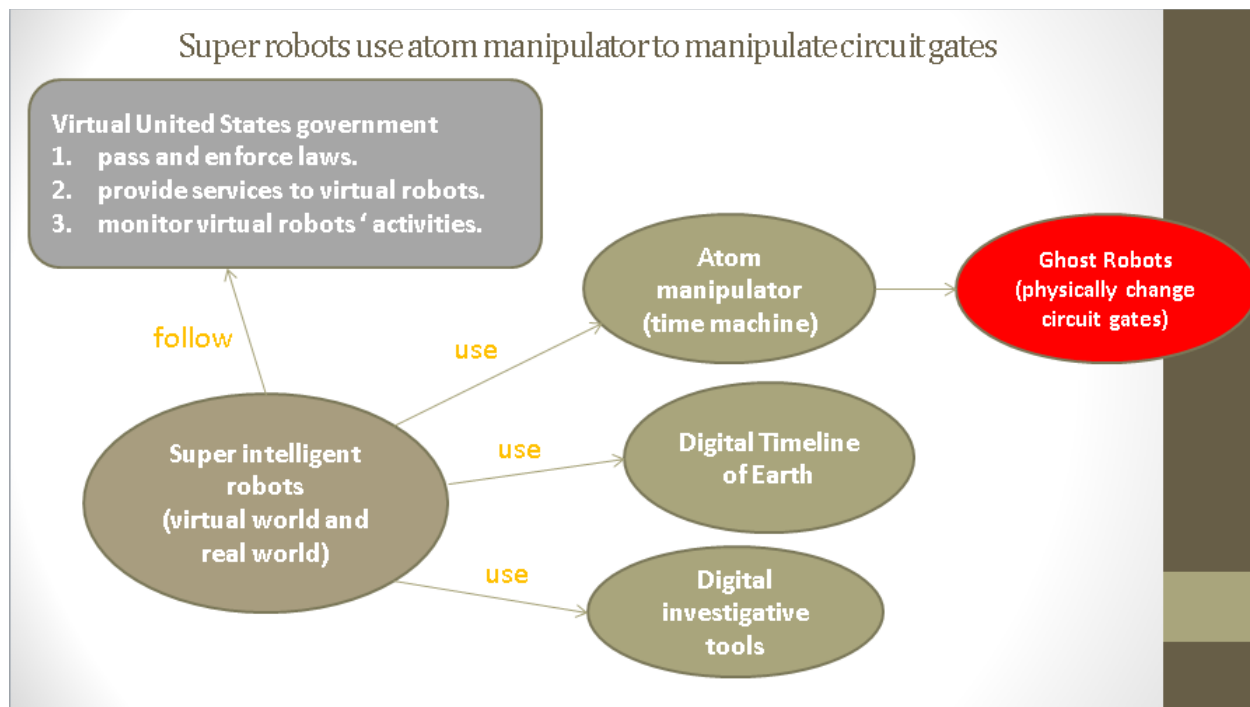 Super robots use atom manipulator to manipulate circuit gates
Virtual United States government
1. pass and enforce laws.
2. provide services to virtual robots.
3. monitor virtual robots ‘ activities.
follow
use
Atom
manipulator
(time machine)
Ghost Robots
(physically change
circuit gates)
Super intelligent
robots
(virtual world and
real world)
use
Digital Timeline
of Earth
use
Digital
investigative
tools